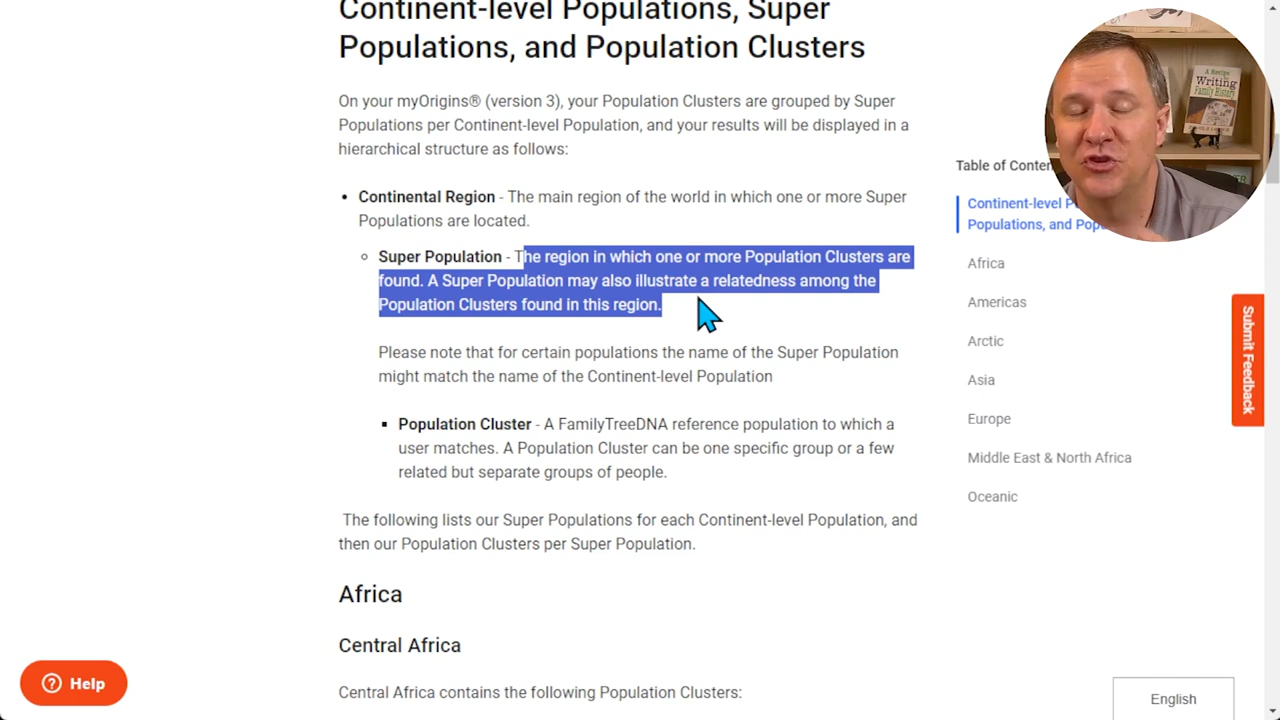 Continent-level Populations, Super
Populations, and Population Clusters
On your myOrigins® (version 3), your Population Clusters are grouped by Super
Populations per Continent-level Population, and your results will be displayed in a
hierarchical structure as follows:
• Continental Region - The main region of the world in which one or more Super
Populations are located.
Super Population - The region in which one or more Population Clusters are
found. A Super Population may also illustrate a relatedness among the
Population Clusters found in this region.
Please note that for certain populations the name of the Super Population
might match the name of the Continent-level Population
Population Cluster - A FamilyTreeDNA reference population to which a
user matches. A Population Cluster can be one specific group or a few
related but separate groups of people.
The following lists our Super Populations for each Continent-level Population, and
then our Population Clusters per Super Population.
Africa
Central Africa
Central Africa contains the following Population Clusters:
Table of Conten
Continent-level P
Populations, and Pop
Africa
Americas
Arctic
Asia
Europe
Middle East & North Africa
Oceanic
Submit Feedback
Help
English
A Recipe
Writing
Family History